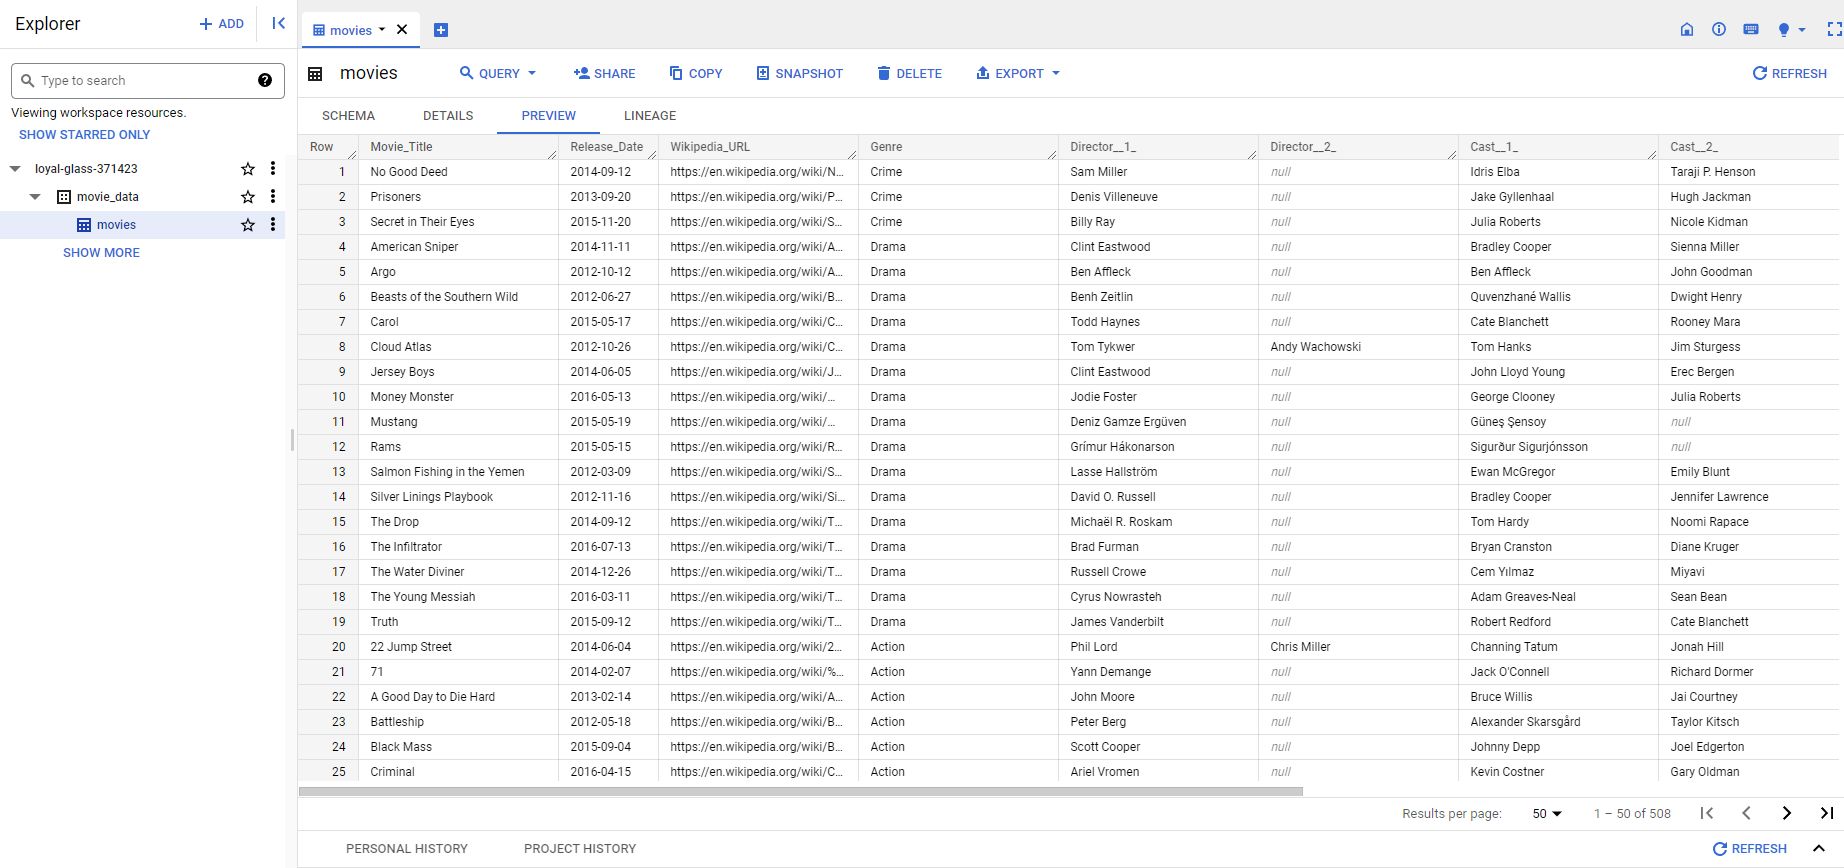 Explorer
+ ADD
Type to search
Viewing workspace resources.
SHOW STARRED ONLY
loyal-glass-371423
movie_data
movies
SHOW MORE
movies
movies
QUERY SHARE COPY SNAPSHOT DELETE EXPORT REFRESH
SCHEMA DETAILS PREVIEW LINEAGE
Row Movie_Title Release_Date Wikipedia_URL Genre Director__1_ Director__2_ Cast__1_ Cast__2_
1 No Good Deed 2014-09-12 https://en.wikipedia.org/wiki/N... Crime Sam Miller null Idris Elba Taraji P. Henson
2 Prisoners 2013-09-20 https://en.wikipedia.org/wiki/P... Crime Denis Villeneuve null Jake Gyllenhaal Hugh Jackman
3 Secret in Their Eyes 2015-11-20 https://en.wikipedia.org/wiki/S... Crime Billy Ray null Julia Roberts Nicole Kidman
4 American Sniper 2014-11-11 https://en.wikipedia.org/wiki/A... Drama Clint Eastwood null Bradley Cooper Sienna Miller
5 Argo 2012-10-12 https://en.wikipedia.org/wiki/A... Drama Ben Affleck null Ben Affleck John Goodman
6 Beasts of the Southern Wild 2012-06-27 https://en.wikipedia.org/wiki/B... Drama Benh Zeitlin null Quvenzhané Wallis Dwight Henry
7 Carol 2015-05-17 https://en.wikipedia.org/wiki/C... Drama Todd Haynes null Cate Blanchett Rooney Mara
8 Cloud Atlas 2012-10-26 https://en.wikipedia.org/wiki/C... Drama Tom Tykwer Andy Wachowski Tom Hanks Jim Sturgess
9 Jersey Boys 2014-06-05 https://en.wikipedia.org/wiki/J... Drama Clint Eastwood null John Lloyd Young Erec Bergen
10 Money Monster 2016-05-13 https://en.wikipedia.org/wiki/... Drama Jodie Foster null George Clooney Julia Roberts
11 Mustang 2015-05-19 https://en.wikipedia.org/wiki/... Drama Deniz Gamze Ergüven null Güneş Şensoy null
12 Rams 2015-05-15 https://en.wikipedia.org/wiki/R... Drama Grímur Hákonarson null Sigurður Sigurjónsson null
13 Salmon Fishing in the Yemen 2012-03-09 https://en.wikipedia.org/wiki/S... Drama Lasse Hallström null Ewan McGregor Emily Blunt
14 Silver Linings Playbook 2012-11-16 https://en.wikipedia.org/wiki/Si... Drama David O. Russell null Bradley Cooper Jennifer Lawrence
15 The Drop 2014-09-12 https://en.wikipedia.org/wiki/T... Drama Michaël R. Roskam null Tom Hardy Noomi Rapace
16 The Infiltrator 2016-07-13 https://en.wikipedia.org/wiki/T... Drama Brad Furman null Bryan Cranston Diane Kruger
17 The Water Diviner 2014-12-26 https://en.wikipedia.org/wiki/T... Drama Russell Crowe null Cem Yılmaz Miyavi
18 The Young Messiah 2016-03-11 https://en.wikipedia.org/wiki/T... Drama Cyrus Nowrasteh null Adam Greaves-Neal Sean Bean
19 Truth 2015-09-12 https://en.wikipedia.org/wiki/T... Drama James Vanderbilt null Robert Redford Cate Blanchett
20 22 Jump Street 2014-06-04 https://en.wikipedia.org/wiki/2... Action Phil Lord Chris Miller Channing Tatum Jonah Hill
21 71 2014-02-07 https://en.wikipedia.org/wiki/%... Action Yann Demange null Jack O'Connell Richard Dormer
22 A Good Day to Die Hard 2013-02-14 https://en.wikipedia.org/wiki/A... Action John Moore null Bruce Willis Jai Courtney
23 Battleship 2012-05-18 https://en.wikipedia.org/wiki/B... Action Peter Berg null Alexander Skarsgård Taylor Kitsch
24 Black Mass 2015-09-04 https://en.wikipedia.org/wiki/B... Action Scott Cooper null Johnny Depp Joel Edgerton
25 Criminal 2016-04-15 https://en.wikipedia.org/wiki/C... Action Ariel Vromen null Kevin Costner Gary Oldman
Results per page: 50 1 – 50 of 508
PERSONAL HISTORY PROJECT HISTORY REFRESH